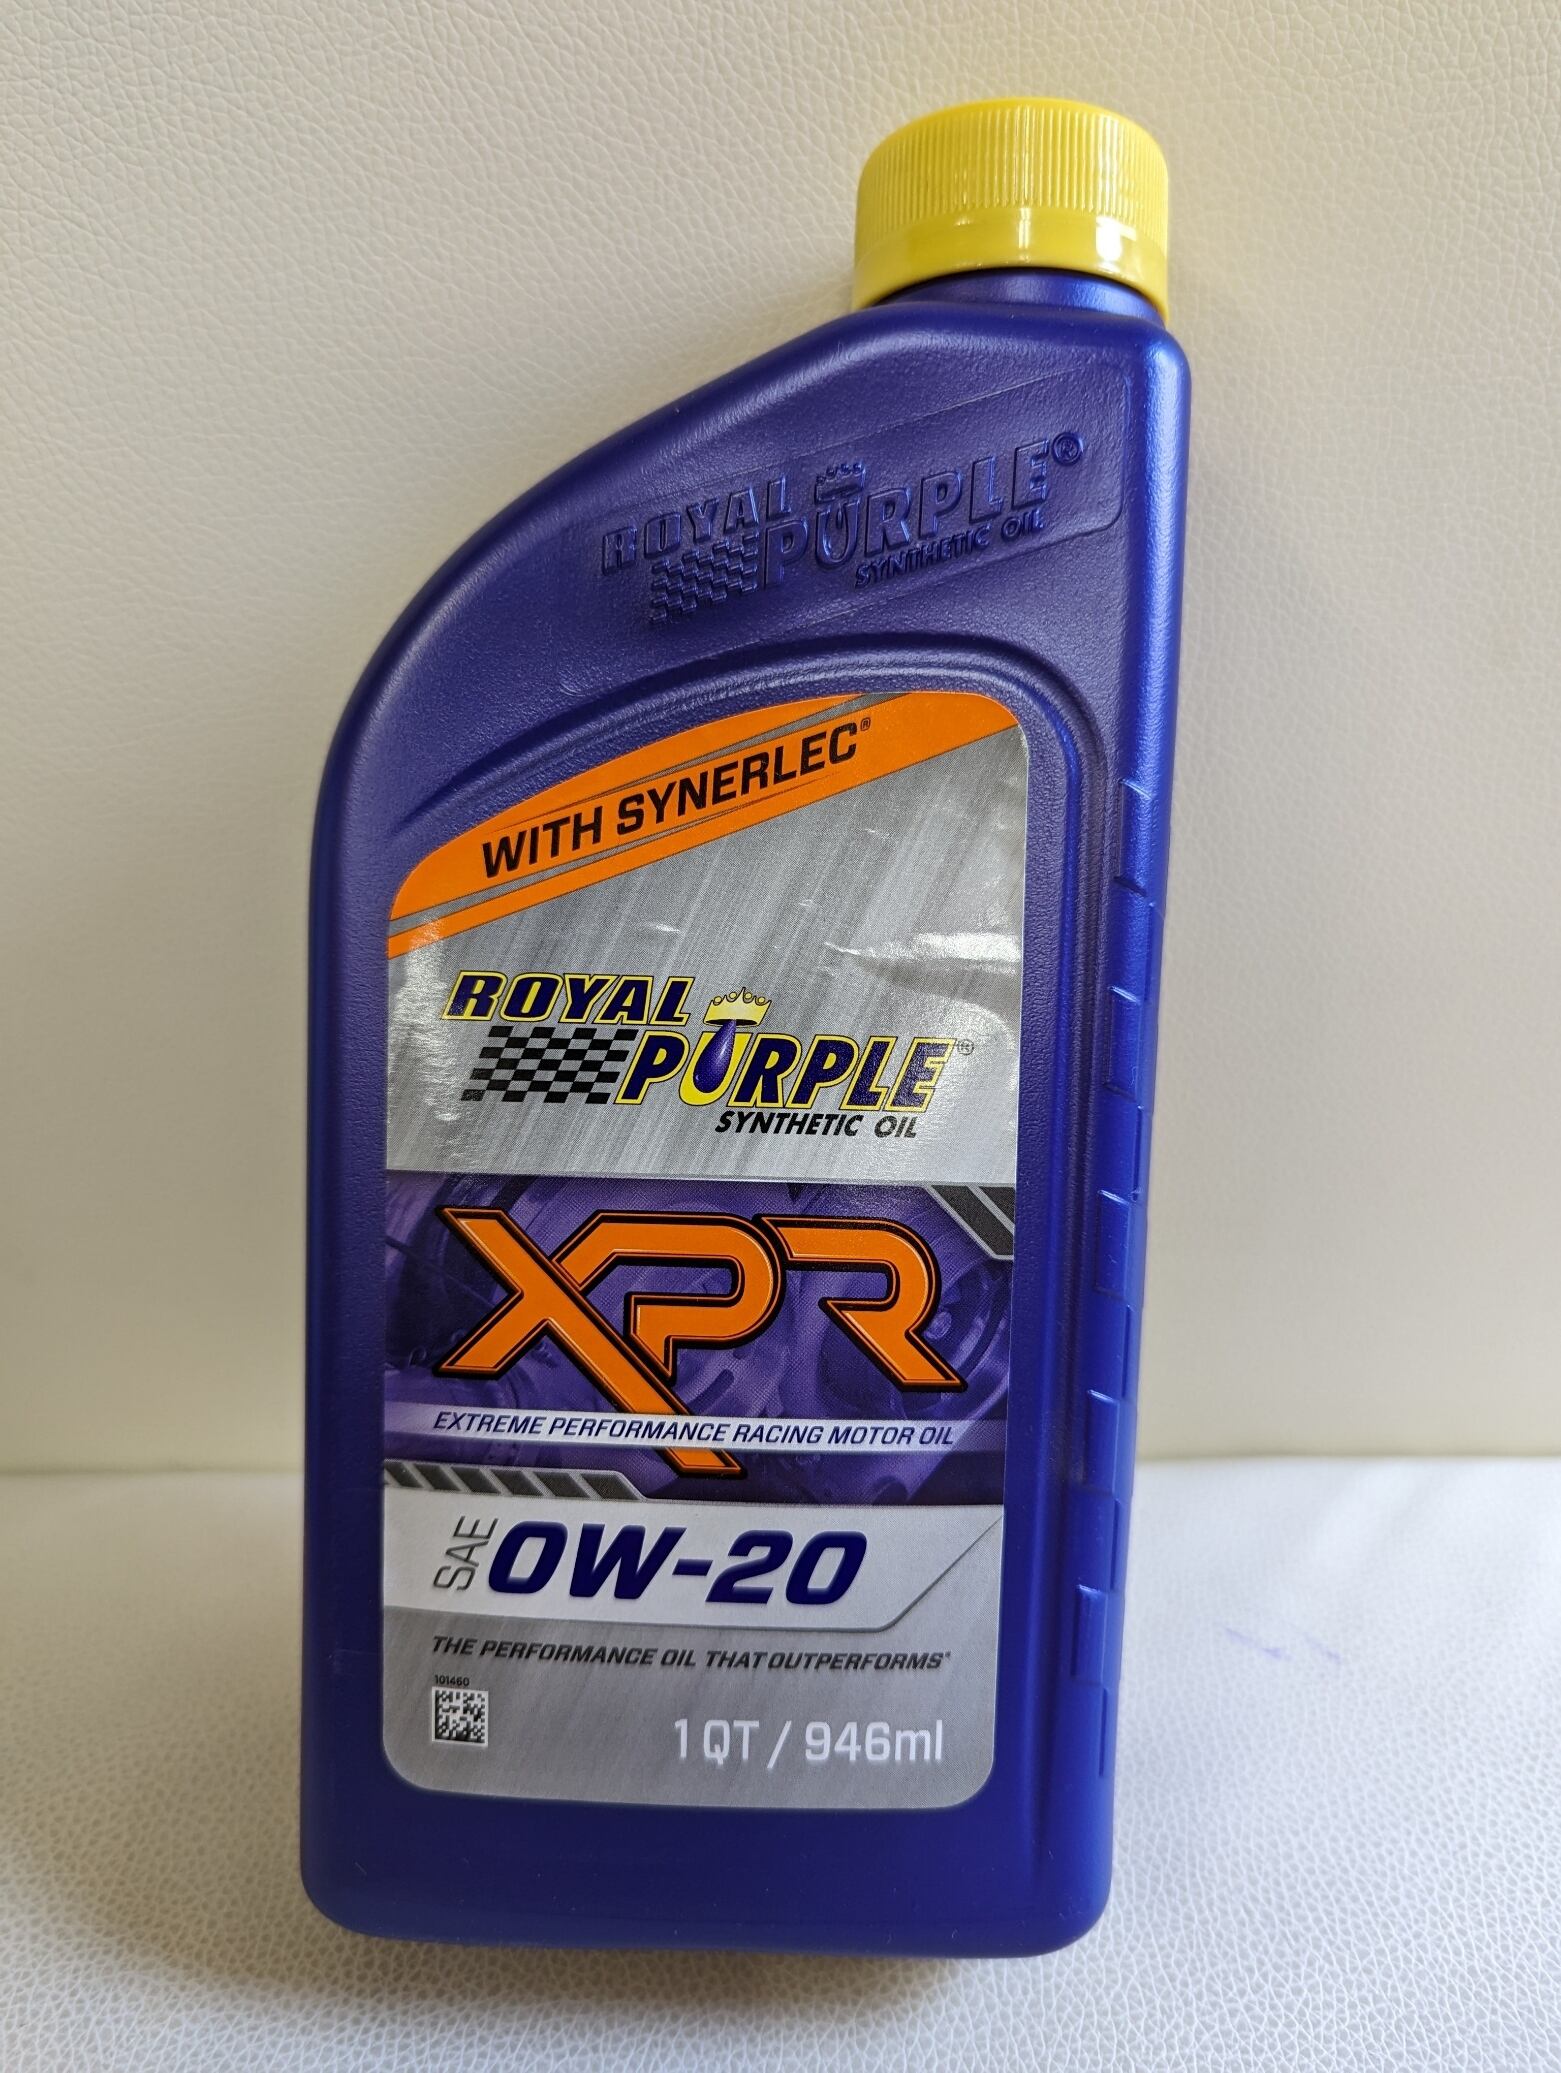 ROYAL
PURPLE®
SYNTHETIC OIL
WITH SYNERLEC®
ROYAL
PURPLE®
SYNTHETIC OIL
XPR
EXTREME PERFORMANCE RACING MOTOR OIL
SAE 0W-20
THE PERFORMANCE OIL THAT OUTPERFORMS®
101460
1 QT / 946ml